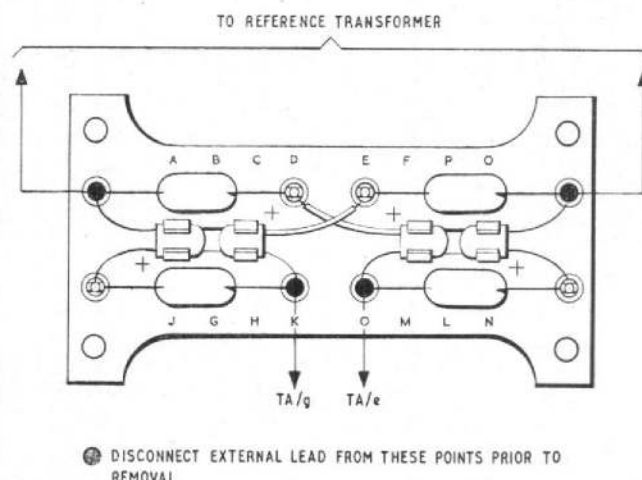 TO REFERENCE TRANSFORMER
A B C D E F P Q
+ +
+ +
J G H K O M L N
TA/g TA/e
DISCONNECT EXTERNAL LEAD FROM THESE POINTS PRIOR TO
REMOVAL